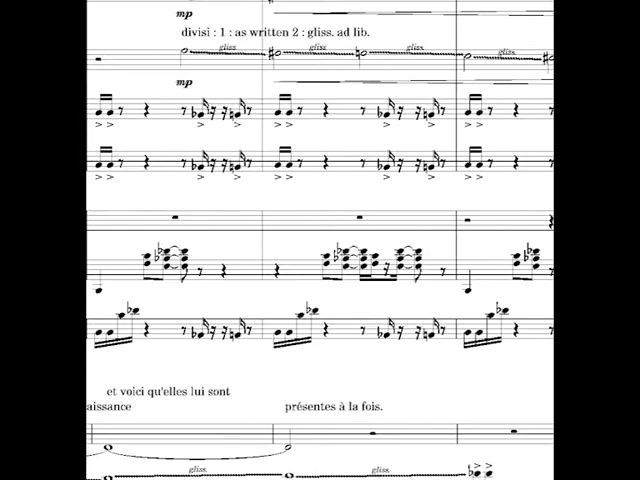 mp
divisi : 1 : as written 2 : gliss. ad lib.
gliss. gliss. gliss. gliss.
mp
et voici qu'elles lui sont
aissance présentes à la fois.
gliss. gliss.